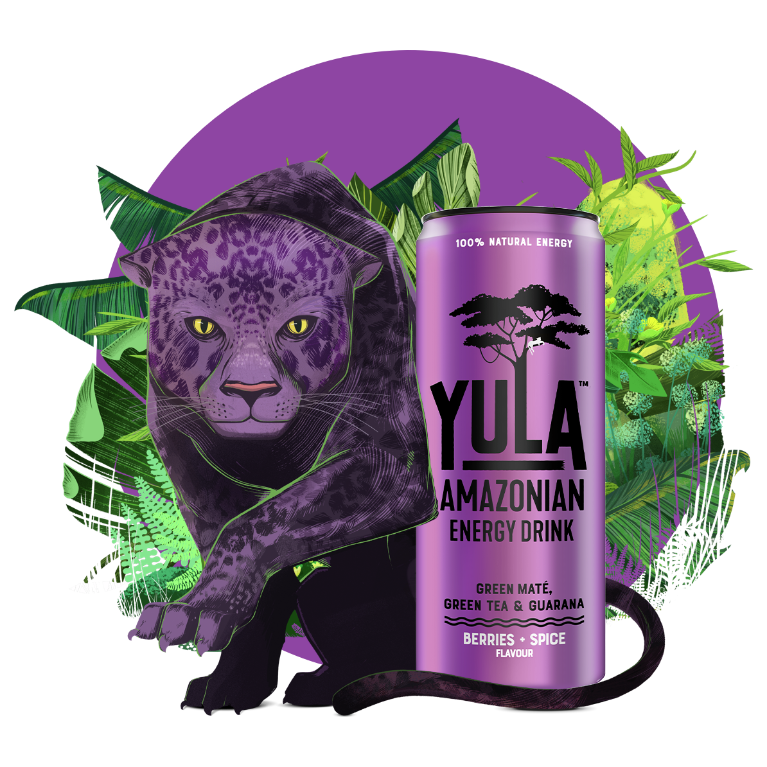 100% NATURAL ENERGY
YULA™
AMAZONIAN
ENERGY DRINK
GREEN MATÉ,
GREEN TEA & GUARANA
BERRIES + SPICE
FLAVOUR